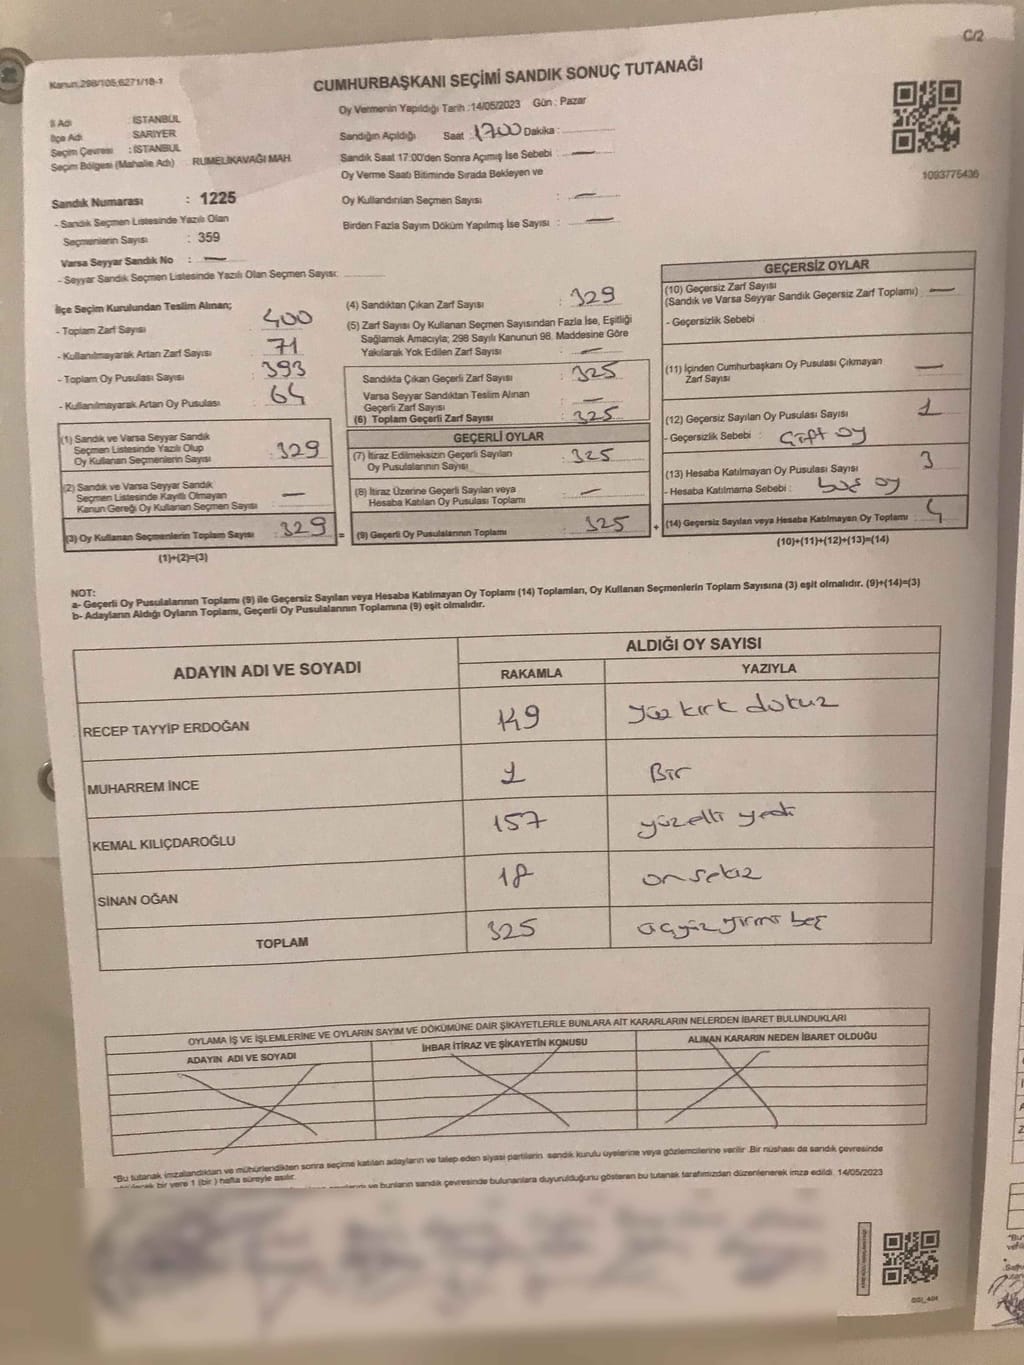 C/2
Kanun:298/105,6271/18-1
CUMHURBAŞKANI SEÇİMİ SANDIK SONUÇ TUTANAĞI
Oy Vermenin Yapıldığı Tarih :14/05/2023 Gün : Pazar
İl Adı : İSTANBUL
İlçe Adı : SARIYER
Seçim Çevresi : İSTANBUL
Seçim Bölgesi (Mahalle Adı) : RUMELİKAVAĞI MAH.
Sandığın Açıldığı Saat : 1700 Dakika :
Sandık Saat 17:00'den Sonra Açımış İse Sebebi : —
Oy Verme Saati Bitiminde Sırada Bekleyen ve
Oy Kullandırılan Seçmen Sayısı : —
Birden Fazla Sayım Döküm Yapılmış İse Sayısı : —
1093775436
Sandık Numarası : 1225
- Sandık Seçmen Listesinde Yazılı Olan
Seçmenlerin Sayısı : 359
Varsa Seyyar Sandık No : —
- Seyyar Sandık Seçmen Listesinde Yazılı Olan Seçmen Sayısı:
İlçe Seçim Kurulundan Teslim Alınan;
- Toplam Zarf Sayısı : 400
- Kullanılmayarak Artan Zarf Sayısı : 71
- Toplam Oy Pusulası Sayısı : 393
- Kullanılmayarak Artan Oy Pusulası : 64
(1) Sandık ve Varsa Seyyar Sandık
Seçmen Listesinde Yazılı Olup
Oy Kullanan Seçmenlerin Sayısı : 329
(2) Sandık ve Varsa Seyyar Sandık
Seçmen Listesinde Kayıtlı Olmayan
Kanun Gereği Oy Kullanan Seçmen Sayısı : —
(3) Oy Kullanan Seçmenlerin Toplam Sayısı : 329 =
(1)+(2)=(3)
(4) Sandıktan Çıkan Zarf Sayısı : 329
(5) Zarf Sayısı Oy Kullanan Seçmen Sayısından Fazla İse, Eşitliği
Sağlamak Amacıyla; 298 Sayılı Kanunun 98. Maddesine Göre
Yakılarak Yok Edilen Zarf Sayısı : —
Sandıkta Çıkan Geçerli Zarf Sayısı : 325
Varsa Seyyar Sandıktan Teslim Alınan
Geçerli Zarf Sayısı : —
(6) Toplam Geçerli Zarf Sayısı : 325
GEÇERLİ OYLAR
(7) İtiraz Edilmeksizin Geçerli Sayılan
Oy Pusulalarının Sayısı : 325
(8) İtiraz Üzerine Geçerli Sayılan veya
Hesaba Katılan Oy Pusulası Toplamı : —
(9) Geçerli Oy Pusulalarının Toplamı : 325 +
GEÇERSİZ OYLAR
(10) Geçersiz Zarf Sayısı
(Sandık ve Varsa Seyyar Sandık Geçersiz Zarf Toplamı) : —
- Geçersizlik Sebebi :
(11) İçinden Cumhurbaşkanı Oy Pusulası Çıkmayan
Zarf Sayısı : —
(12) Geçersiz Sayılan Oy Pusulası Sayısı : 1
- Geçersizlik Sebebi : Çift oy
(13) Hesaba Katılmayan Oy Pusulası Sayısı : 3
- Hesaba Katılmama Sebebi : boş oy
(14) Geçersiz Sayılan veya Hesaba Katılmayan Oy Toplamı : 4
(10)+(11)+(12)+(13)=(14)
NOT:
a- Geçerli Oy Pusulalarının Toplamı (9) ile Geçersiz Sayılan veya Hesaba Katılmayan Oy Toplamı (14) Toplamları, Oy Kullanan Seçmenlerin Toplam Sayısına (3) eşit olmalıdır. (9)+(14)=(3)
b- Adayların Aldığı Oyların Toplamı, Geçerli Oy Pusulalarının Toplamına (9) eşit olmalıdır.
ADAYIN ADI VE SOYADI
ALDIĞI OY SAYISI
RAKAMLA YAZIYLA
RECEP TAYYİP ERDOĞAN 149 yüz kırk dokuz
MUHARREM İNCE 1 Bir
KEMAL KILIÇDAROĞLU 157 yüzelli yedi
SİNAN OĞAN 18 onsekiz
TOPLAM 325 üçyüz yirmi beş
OYLAMA İŞ VE İŞLEMLERİNE VE OYLARIN SAYIM VE DÖKÜMÜNE DAİR ŞİKAYETLERLE BUNLARA AİT KARARLARIN NELERDEN İBARET BULUNDUKLARI
ADAYIN ADI VE SOYADI İHBAR İTİRAZ VE ŞİKAYETİN KONUSU ALINAN KARARIN NEDEN İBARET OLDUĞU
*Bu tutanak imzalandıktan ve mühürlendikten sonra seçime katılan adayların ve talep eden siyasi partilerin sandık kurulu üyelerine veya gözlemcilerine verilir .Bir nüshası da sandık çevresinde
bir yere 1 (bir ) hafta süreyle asılır.
ve bunların sandık çevresinde bulunanlara duyurulduğunu gösteren bu tutanak tarafımızdan düzenlenerek imza edildi. 14/05/2023